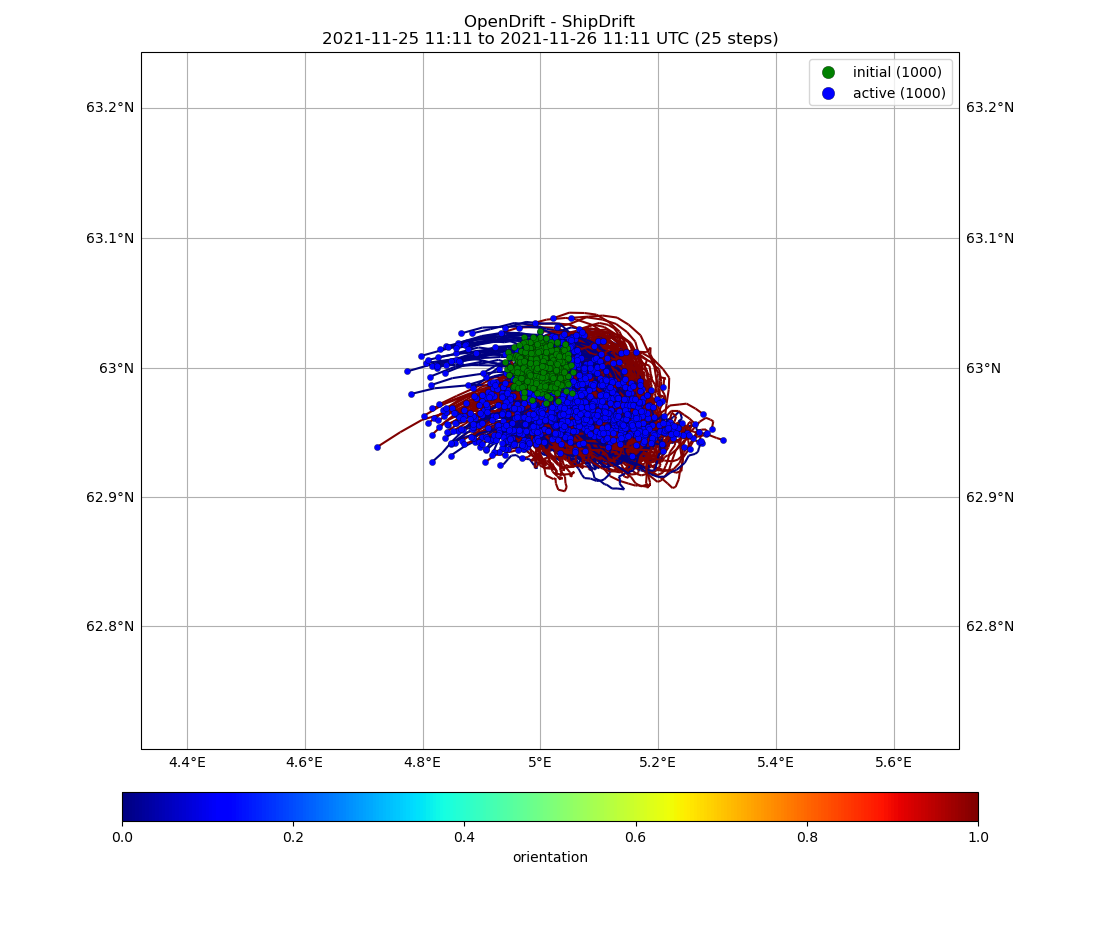 OpenDrift - ShipDrift
2021-11-25 11:11 to 2021-11-26 11:11 UTC (25 steps)
initial (1000)
active (1000)
63.2°N 63.2°N
63.1°N 63.1°N
63°N 63°N
62.9°N 62.9°N
62.8°N 62.8°N
4.4°E 4.6°E 4.8°E 5°E 5.2°E 5.4°E 5.6°E
0.0 0.2 0.4 0.6 0.8 1.0
orientation